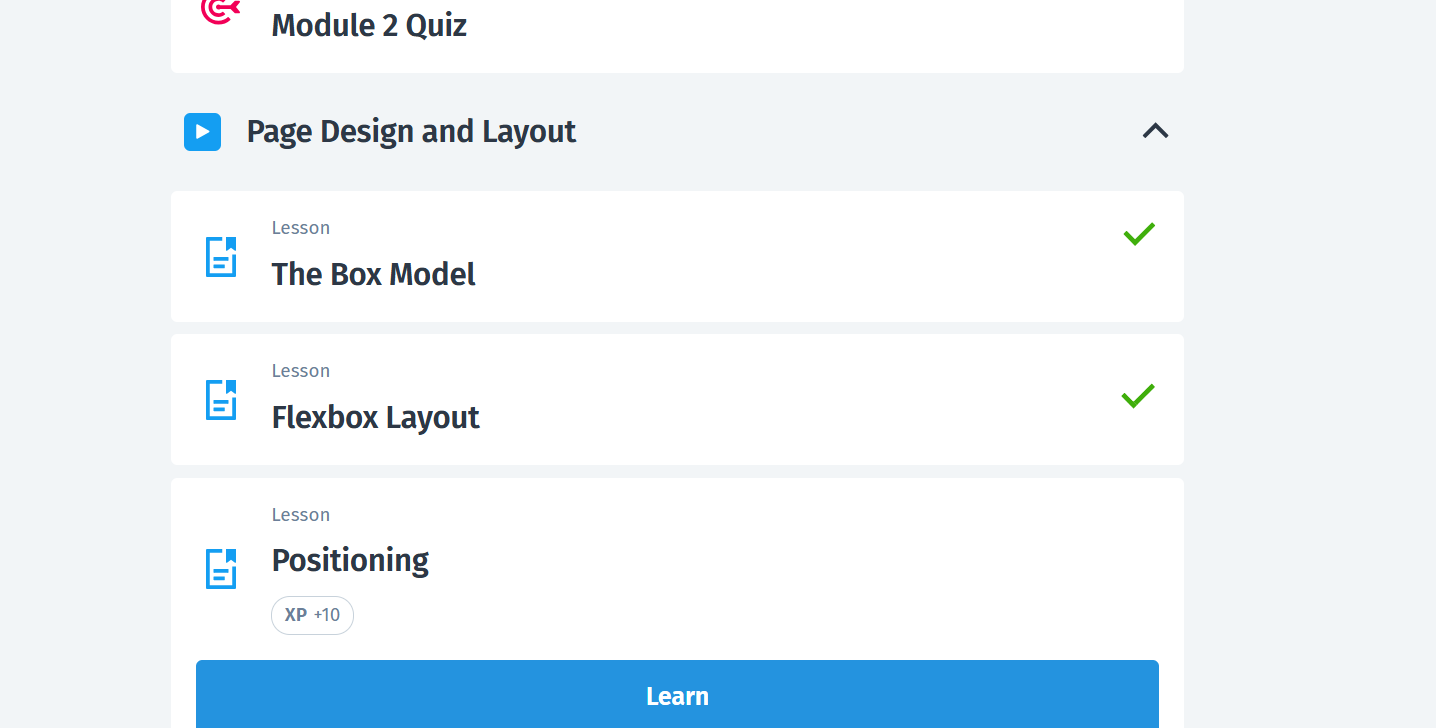 Module 2 Quiz
Page Design and Layout
Lesson
The Box Model
Lesson
Flexbox Layout
Lesson
Positioning
XP +10
Learn